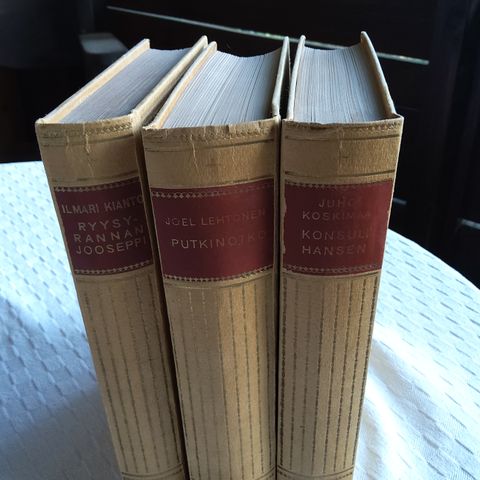 ILMARI KIANTO
RYYSY-
RANNAN
JOOSEPPI
JOEL LEHTONEN
PUTKINOTKO
JUHO
KOSKIMAA
KONSULI
HANSEN